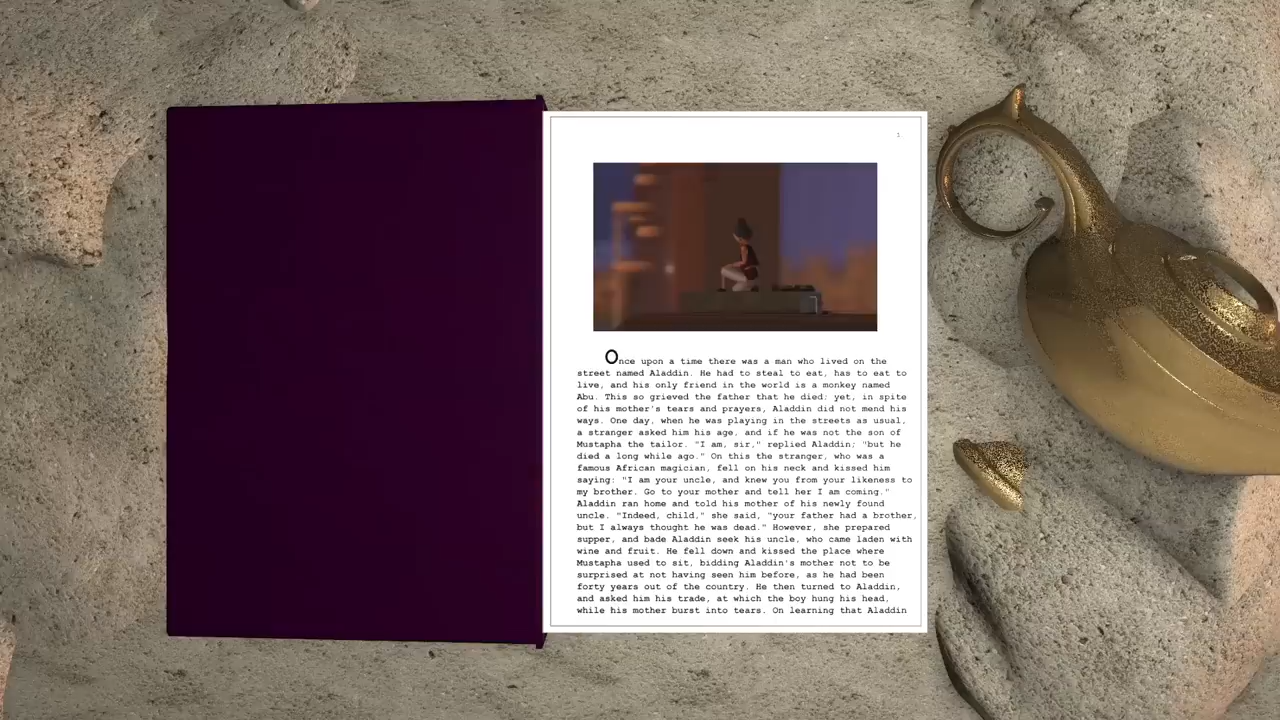 1
Once upon a time there was a man who lived on the
street named Aladdin. He had to steal to eat, has to eat to
live, and his only friend in the world is a monkey named
Abu. This so grieved the father that he died; yet, in spite
of his mother's tears and prayers, Aladdin did not mend his
ways. One day, when he was playing in the streets as usual,
a stranger asked him his age, and if he was not the son of
Mustapha the tailor. "I am, sir," replied Aladdin; "but he
died a long while ago." On this the stranger, who was a
famous African magician, fell on his neck and kissed him
saying: "I am your uncle, and knew you from your likeness to
my brother. Go to your mother and tell her I am coming."
Aladdin ran home and told his mother of his newly found
uncle. "Indeed, child," she said, "your father had a brother,
but I always thought he was dead." However, she prepared
supper, and bade Aladdin seek his uncle, who came laden with
wine and fruit. He fell down and kissed the place where
Mustapha used to sit, bidding Aladdin's mother not to be
surprised at not having seen him before, as he had been
forty years out of the country. He then turned to Aladdin,
and asked him his trade, at which the boy hung his head,
while his mother burst into tears. On learning that Aladdin